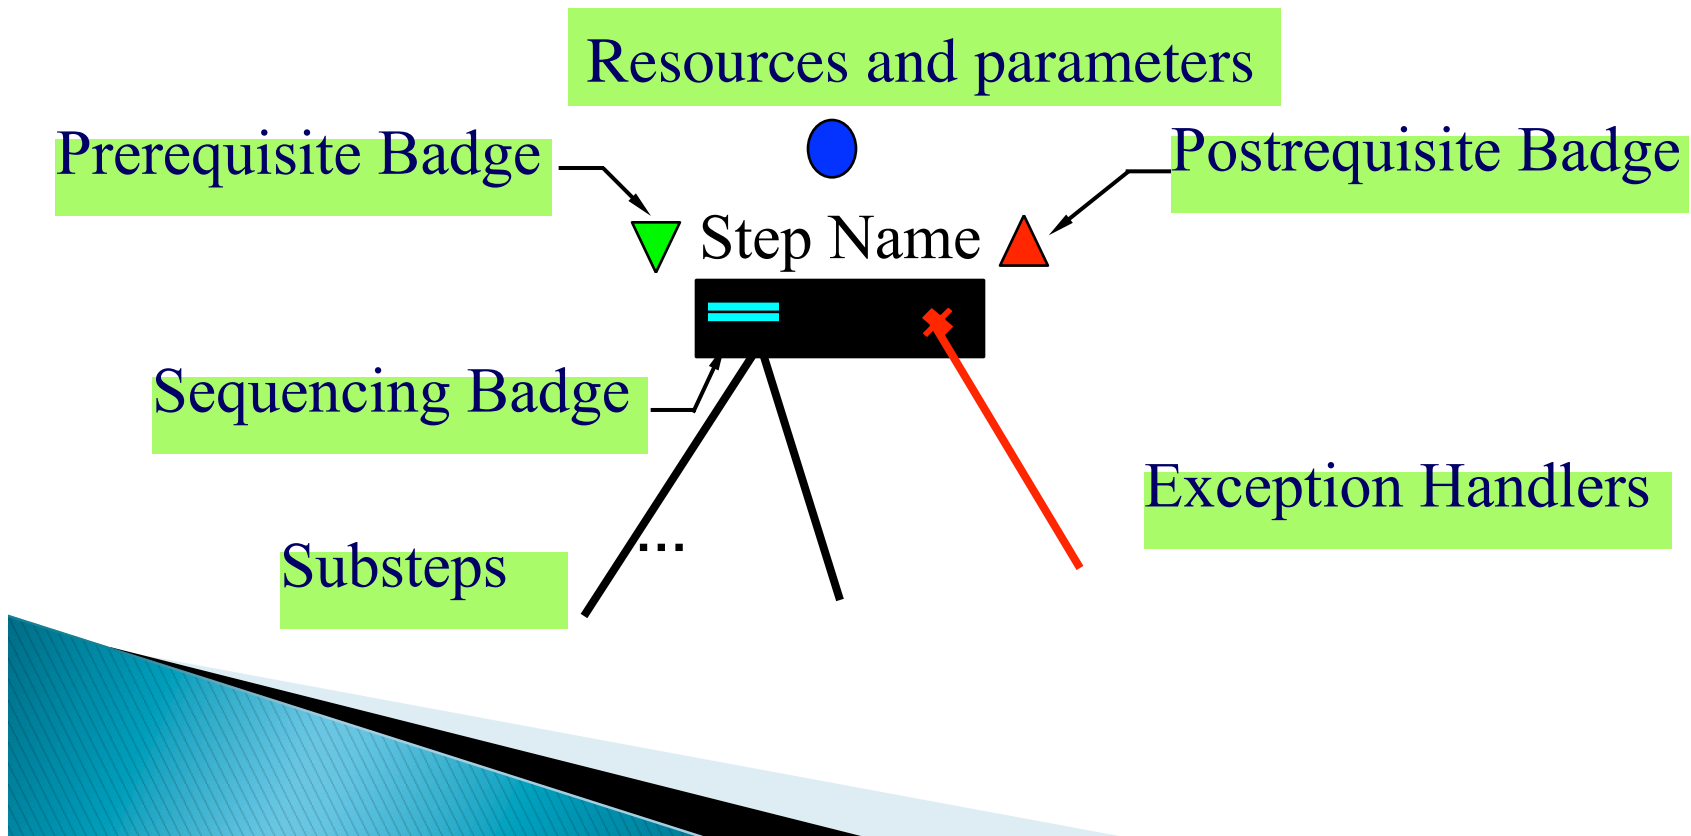 Resources and parameters
Prerequisite Badge
Postrequisite Badge
Step Name
Sequencing Badge
Exception Handlers
...
Substeps